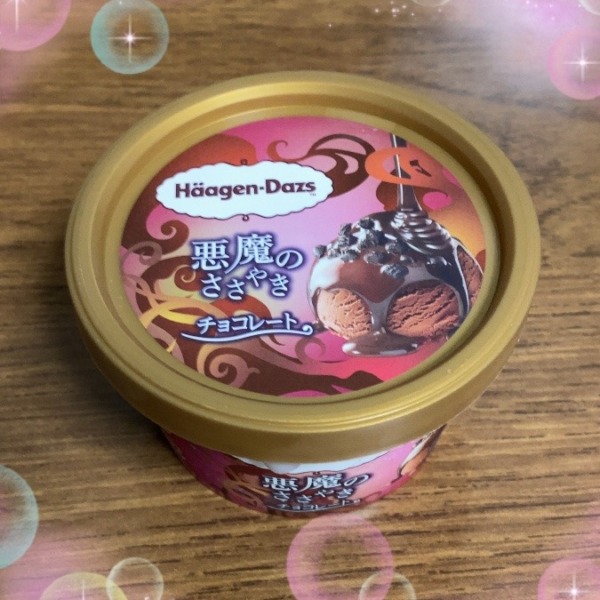 Häagen-Dazs
悪魔の
ささやき
チョコレート
悪魔の
ささやき
チョコレート